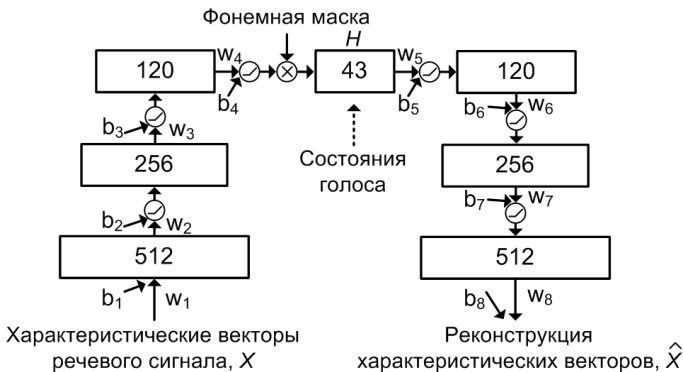 Фонемная маска
H
120
w4
b4
43
w5
b5
120
b3
w3
b6
w6
256
256
b2
w2
b7
w7
512
512
b1
w1
b8
w8
Состояния
голоса
Характеристические векторы
речевого сигнала, X
Реконструкция
характеристических векторов, X̂